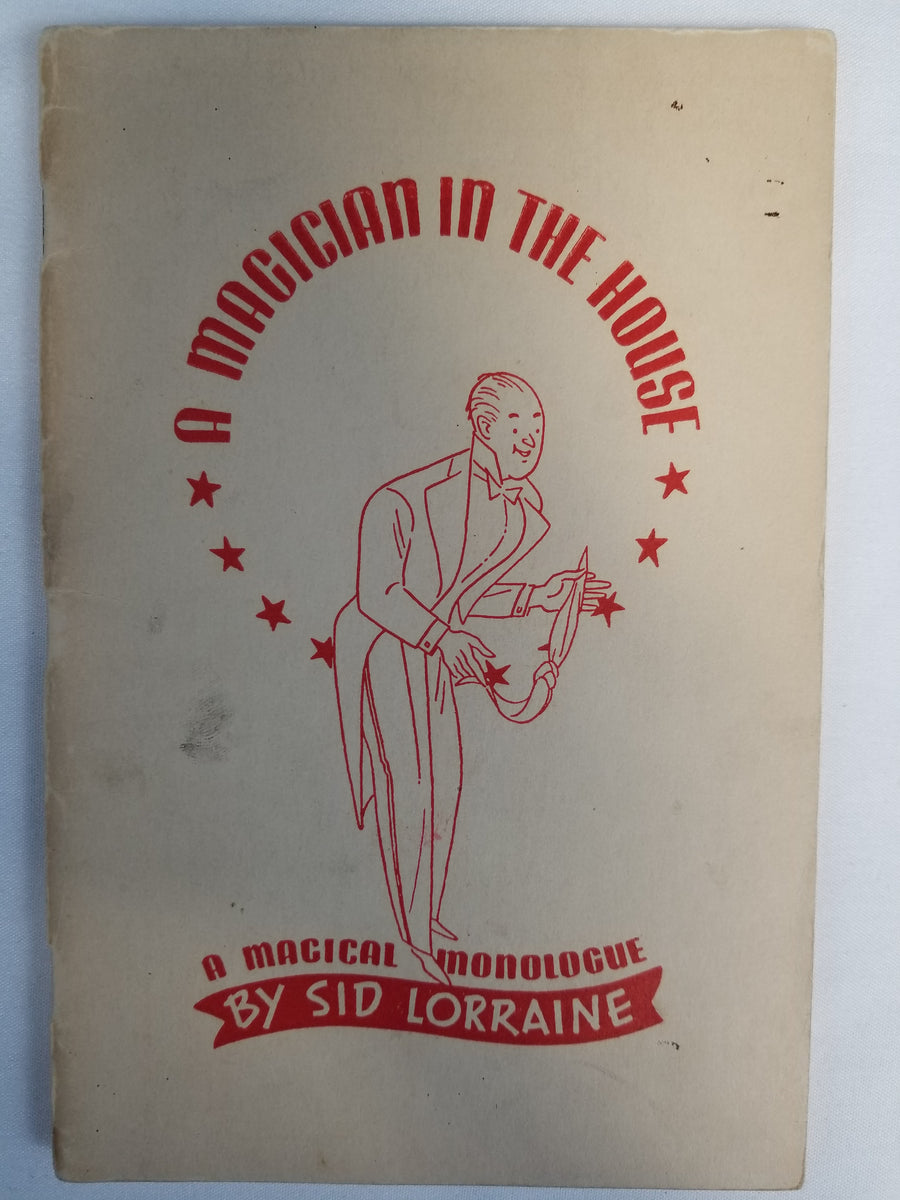 A MAGICIAN IN THE HOUSE
A MAGICAL MONOLOGUE
BY SID LORRAINE